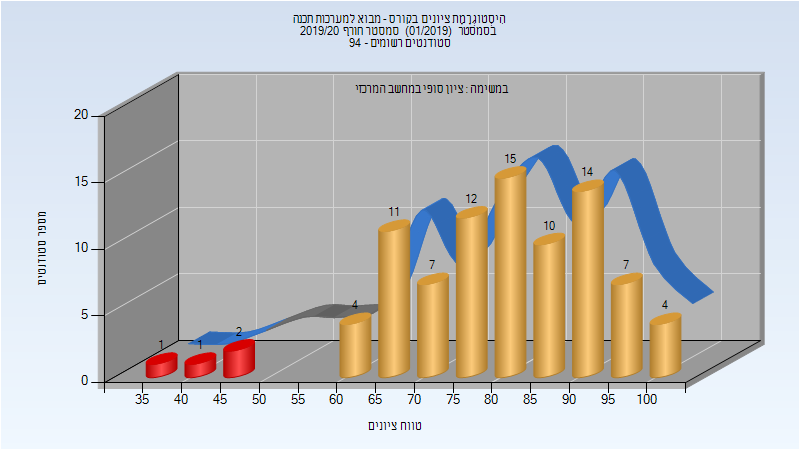 היסטוגרמת ציונים בקורס - מבוא למערכות תכנה
בסמסטר (01/2019) סמסטר חורף 2019/20
סטודנטים רשומים - 94
במשימה : ציון סופי במחשב המרכזי
מספר סטודנטים
20
15
10
5
0
1
1
2
4
11
7
12
15
10
14
7
4
35 40 45 50 55 60 65 70 75 80 85 90 95 100
טווח ציונים